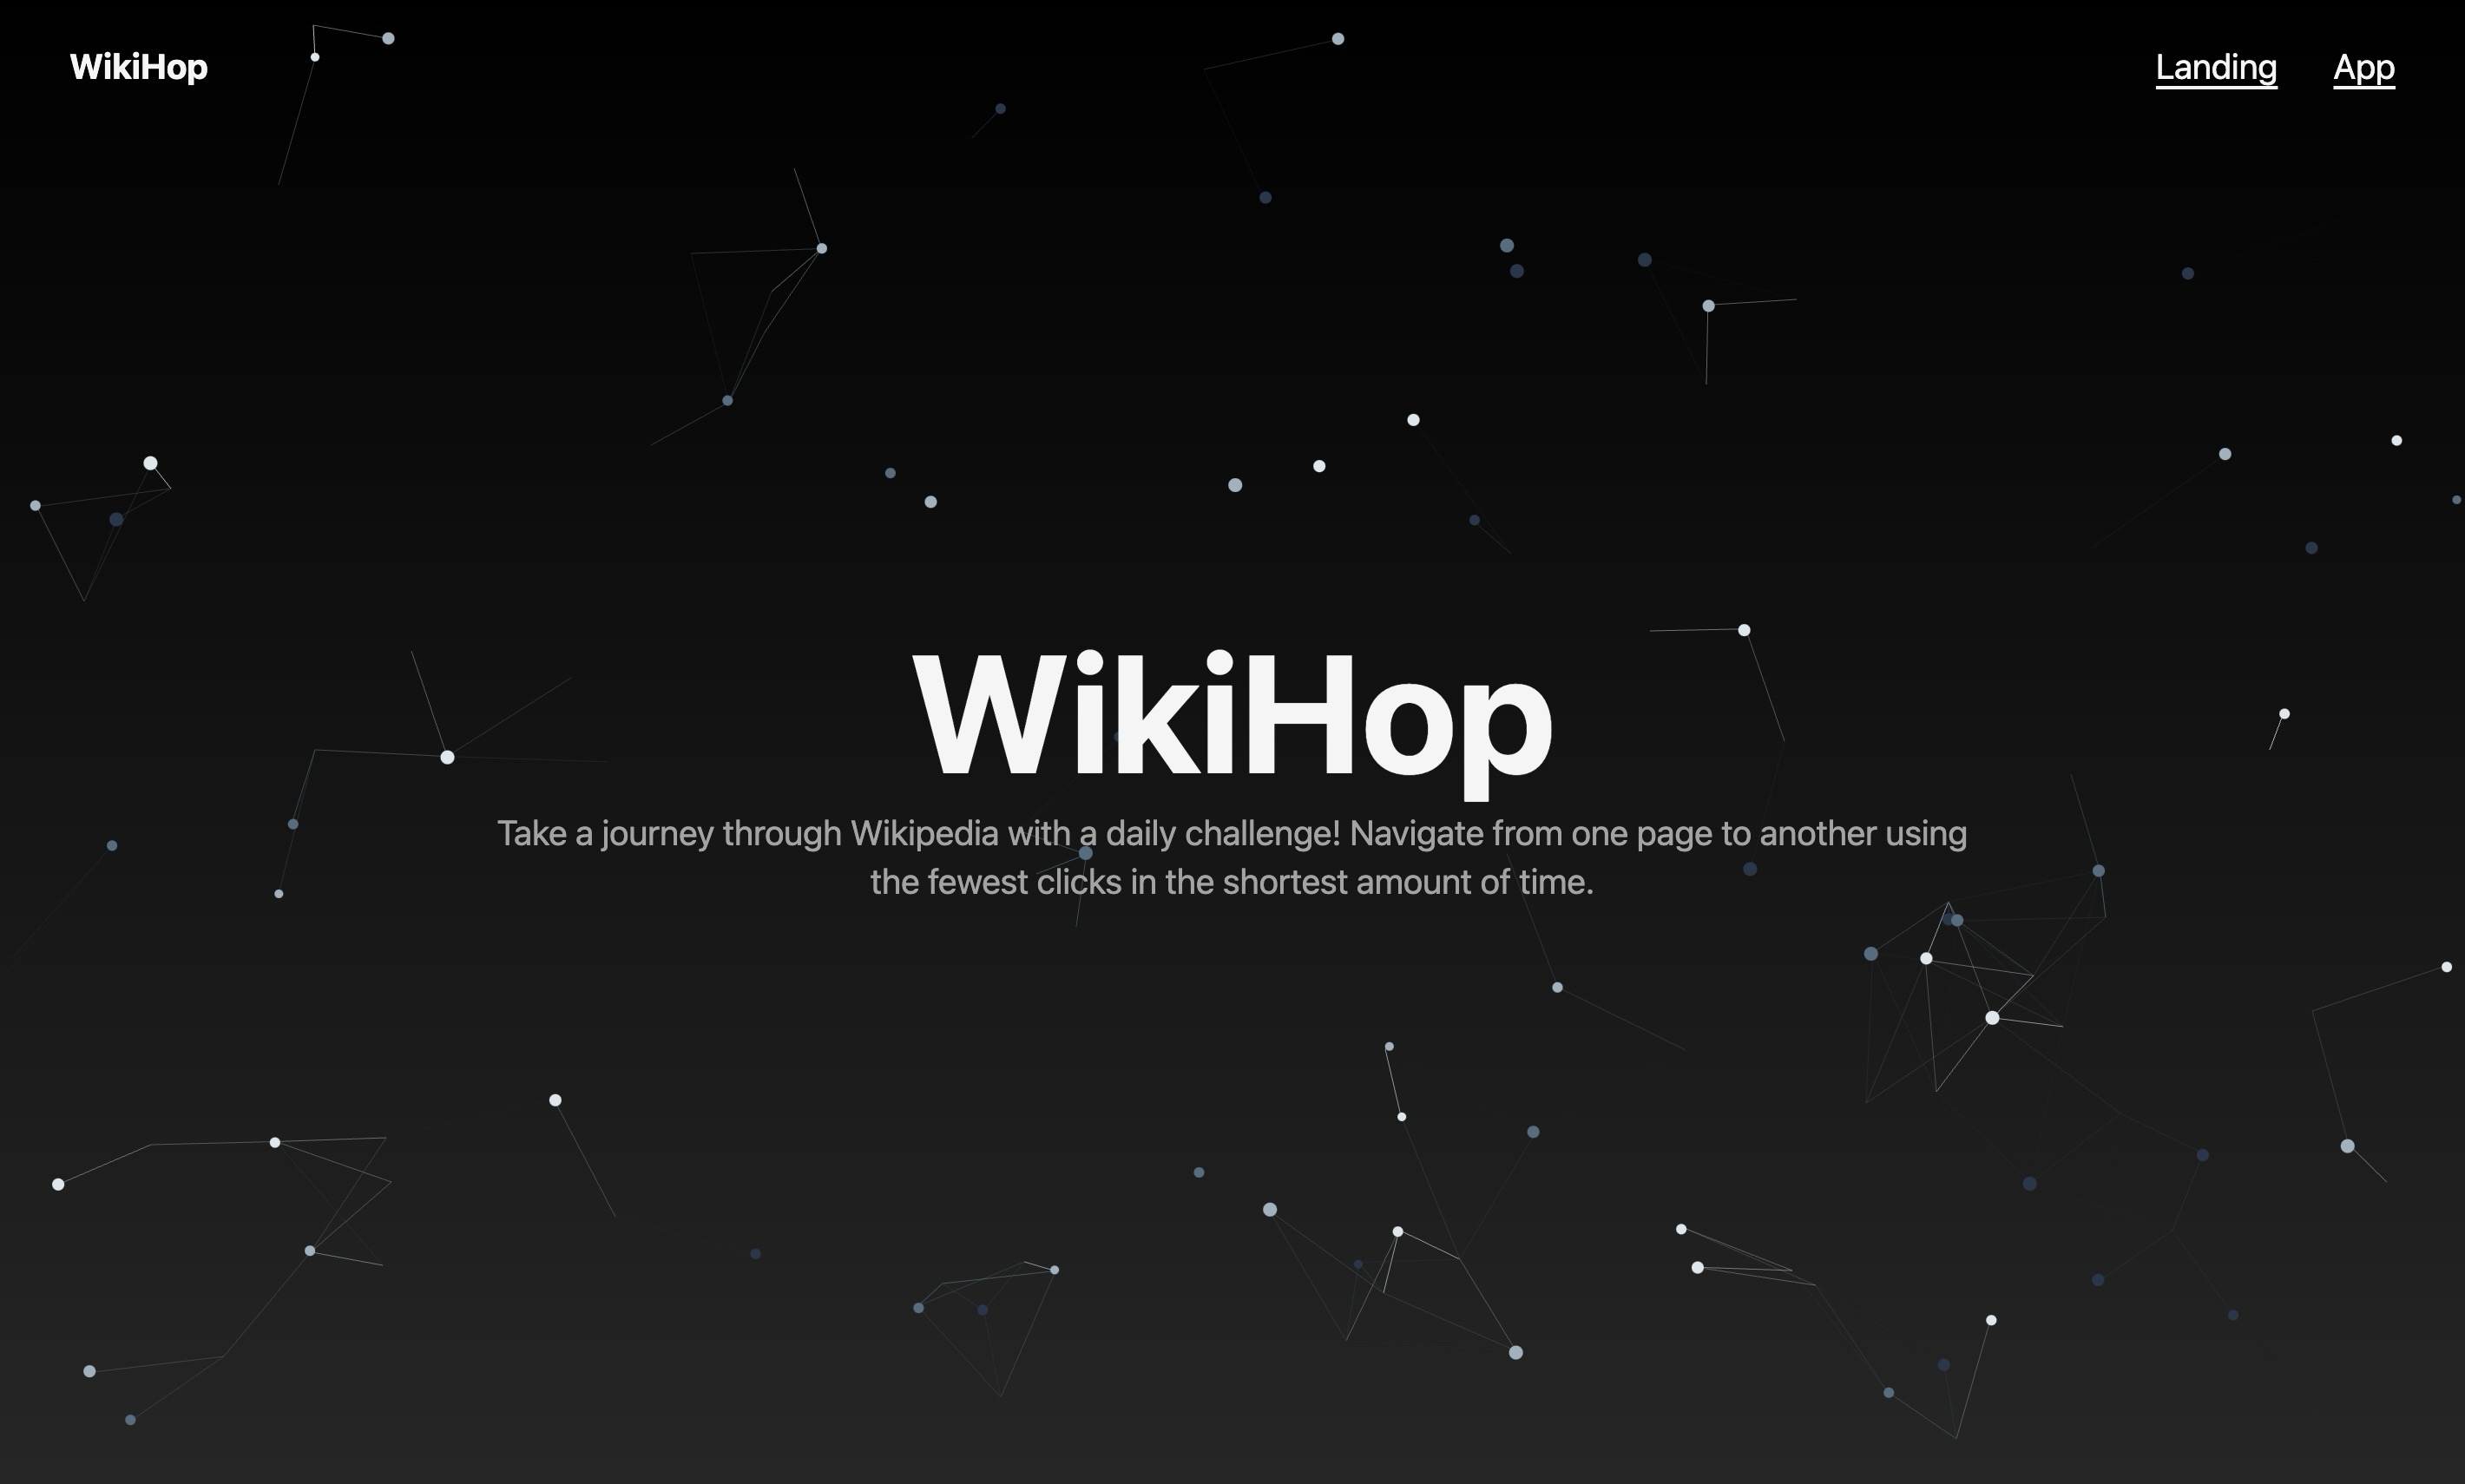 WikiHop
Landing
App
WikiHop
Take a journey through Wikipedia with a daily challenge! Navigate from one page to another using
the fewest clicks in the shortest amount of time.